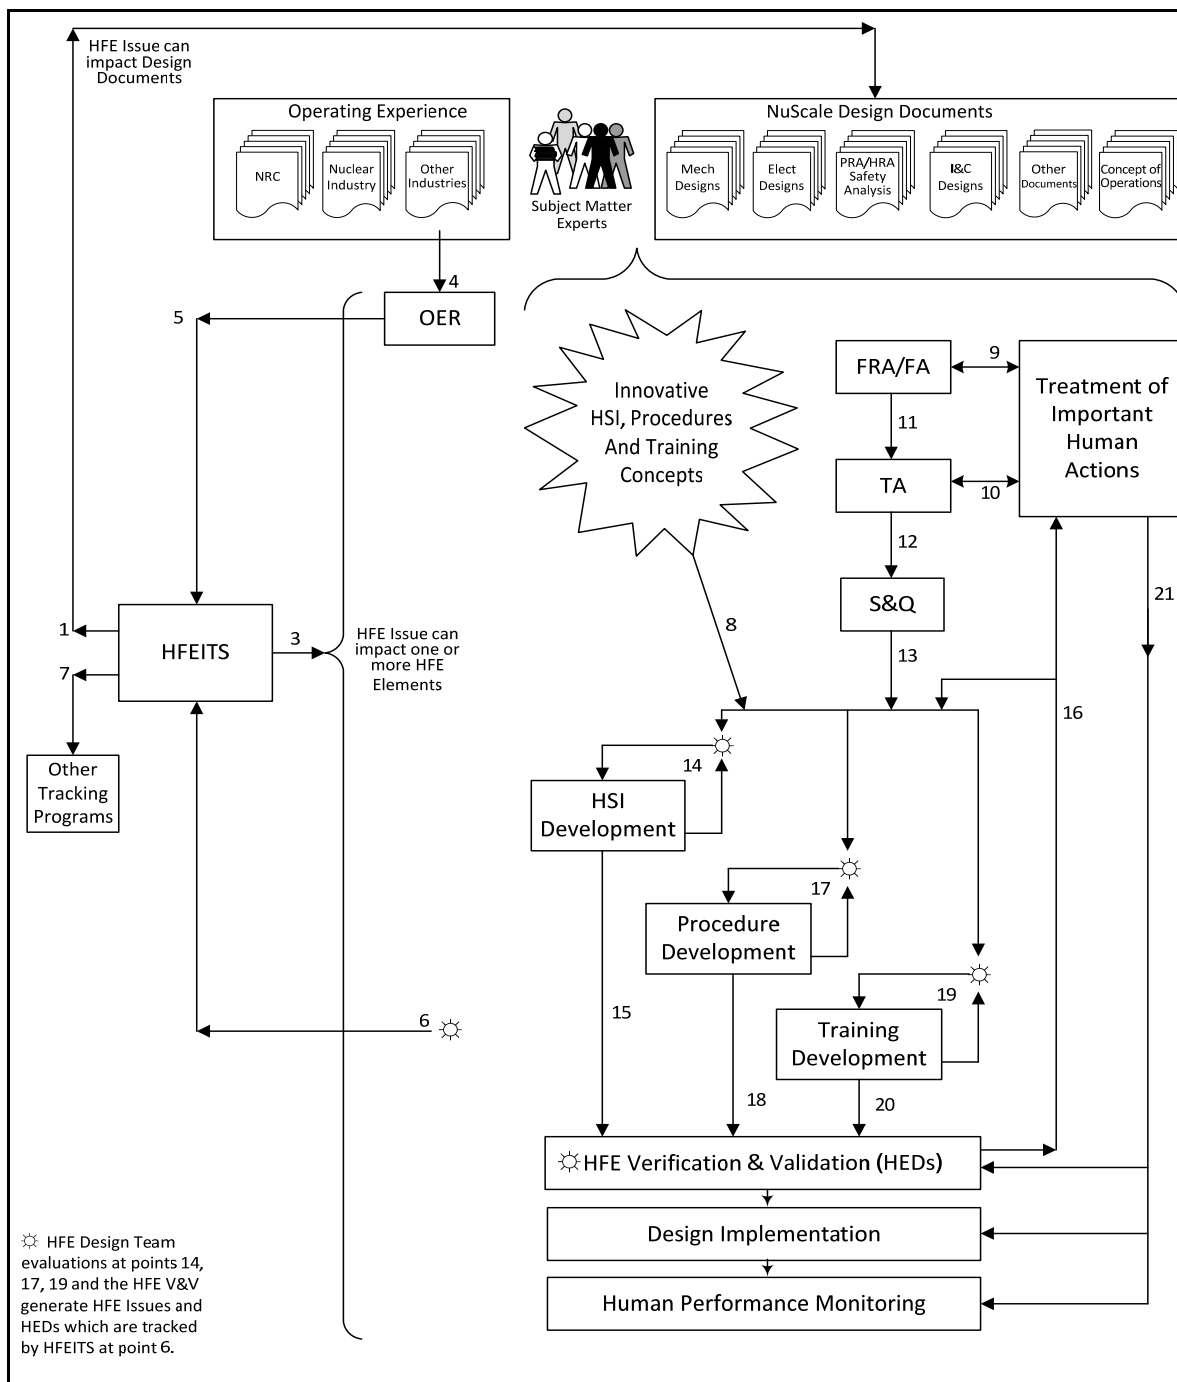 HFE Issue can
impact Design
Documents
Operating Experience
NRC
Nuclear
Industry
Other
Industries
Subject Matter
Experts
NuScale Design Documents
Mech
Designs
Elect
Designs
PRA/HRA
Safety
Analysis
I&C
Designs
Other
Documents
Concept of
Operations
4
OER
5
Innovative
HSI, Procedures
And Training
Concepts
FRA/FA
9
Treatment of
Important
Human
Actions
11
TA
10
12
S&Q
21
1
HFEITS
3
HFE Issue can
impact one or
more HFE
Elements
7
8
13
16
Other
Tracking
Programs
14
HSI
Development
17
Procedure
Development
6
15
19
Training
Development
18
20
HFE Verification & Validation (HEDs)
Design Implementation
Human Performance Monitoring
HFE Design Team
evaluations at points 14,
17, 19 and the HFE V&V
generate HFE Issues and
HEDs which are tracked
by HFEITS at point 6.